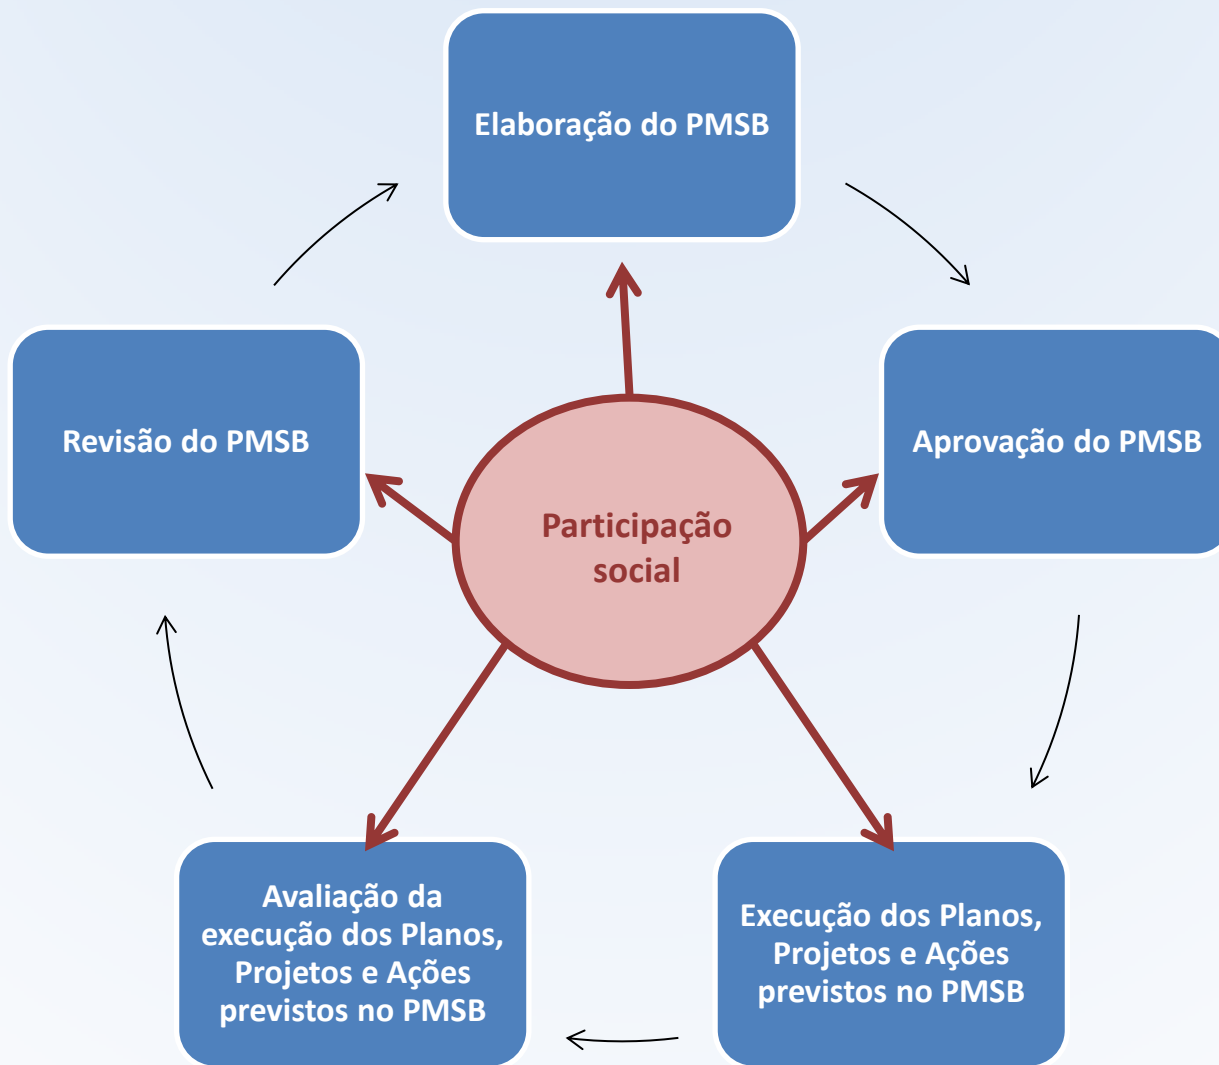 Elaboração do PMSB
Revisão do PMSB
Aprovação do PMSB
Participação
social
Avaliação da
execução dos Planos,
Projetos e Ações
previstos no PMSB
Execução dos Planos,
Projetos e Ações
previstos no PMSB